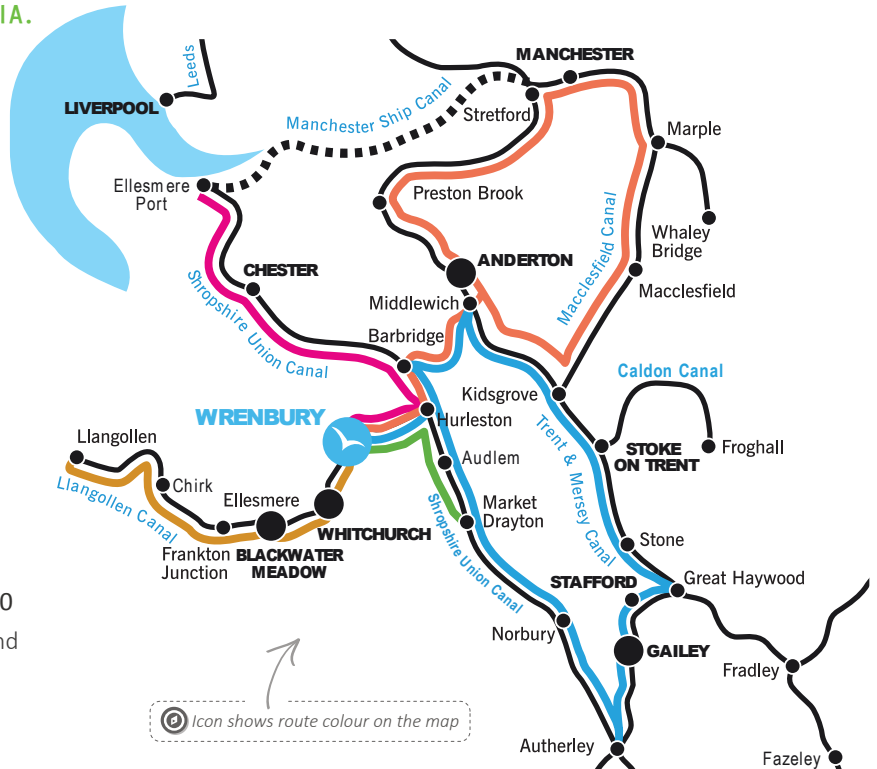 IA.
Leeds
LIVERPOOL
MANCHESTER
Stretford
Manchester Ship Canal
Marple
Ellesmere
Port
Preston Brook
Whaley
Bridge
Macclesfield Canal
CHESTER
ANDERTON
Macclesfield
Middlewich
Shropshire Union Canal
Barbridge
Caldon Canal
Kidsgrove
WRENBURY
Hurleston
Trent & Mersey Canal
STOKE
ON TRENT
Froghall
Llangollen
Audlem
Chirk
Llangollen Canal
Ellesmere
Market
Drayton
Shropshire Union Canal
WHITCHURCH
Stone
Frankton
Junction
BLACKWATER
MEADOW
STAFFORD
Great Haywood
0
nd
Norbury
GAILEY
Fradley
Icon shows route colour on the map
Autherley
Fazeley